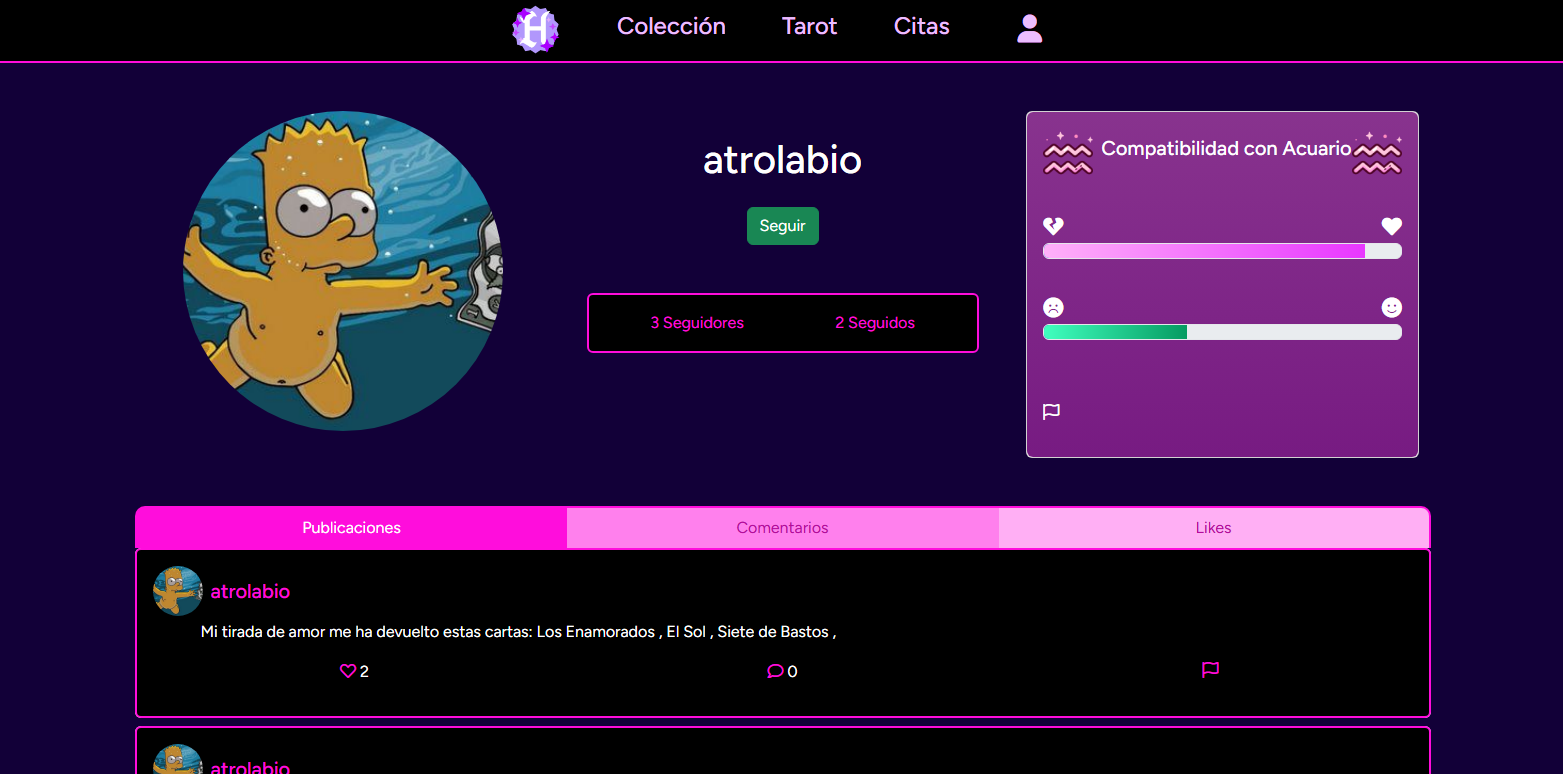 H
Colección
Tarot
Citas
atrolabio
Seguir
3 Seguidores
2 Seguidos
Compatibilidad con Acuario
Publicaciones
Comentarios
Likes
atrolabio
Mi tirada de amor me ha devuelto estas cartas: Los Enamorados , El Sol , Siete de Bastos ,
2
0
atrolabio